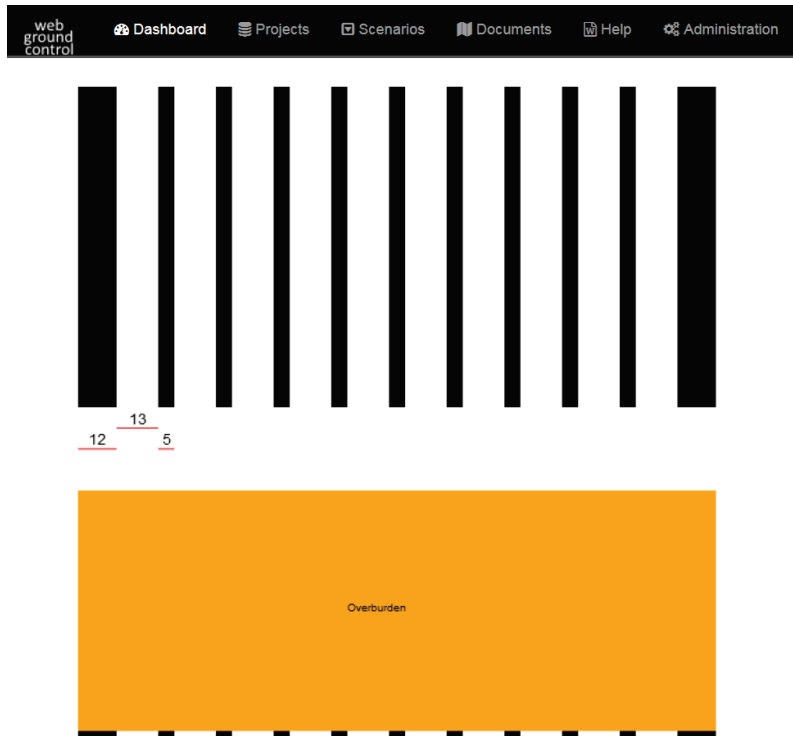 web
ground
control
Dashboard Projects Scenarios Documents Help Administration
13
12 5
Overburden